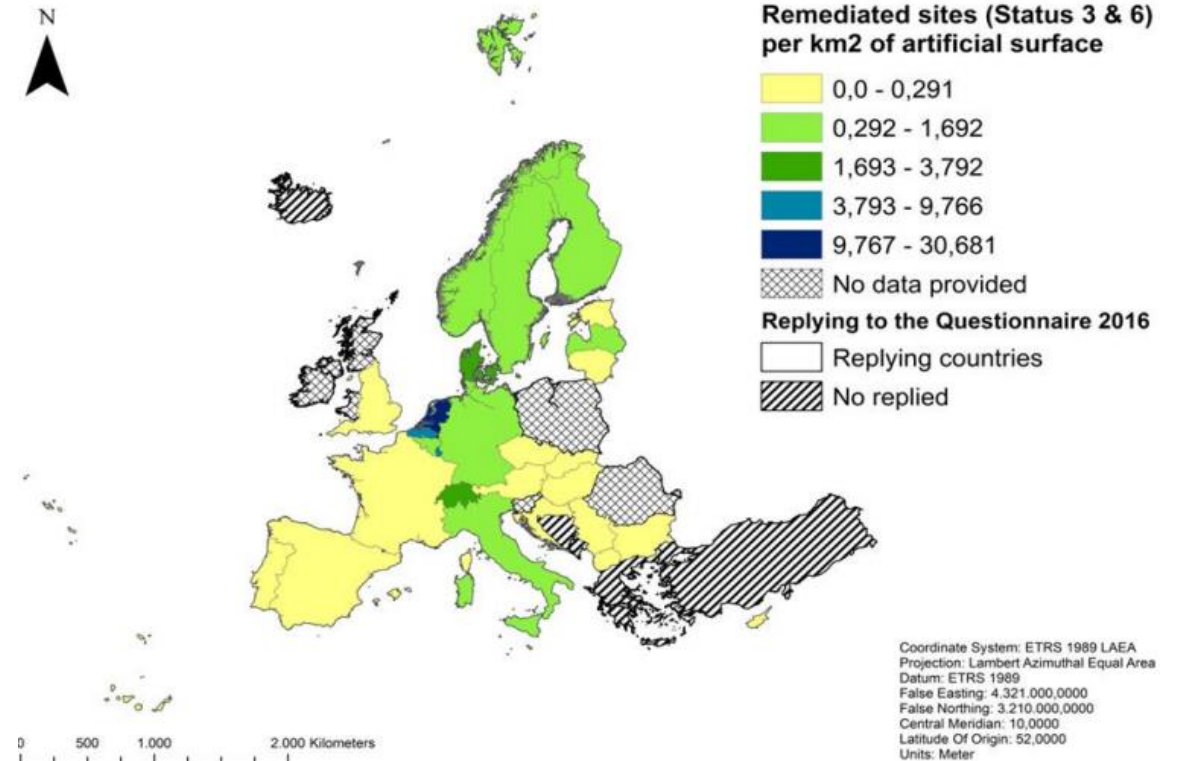 N
Remediated sites (Status 3 & 6)
per km2 of artificial surface
0,0 - 0,291
0,292 - 1,692
1,693 - 3,792
3,793 - 9,766
9,767 - 30,681
No data provided
Replying to the Questionnaire 2016
Replying countries
No replied
Coordinate System: ETRS 1989 LAEA
Projection: Lambert Azimuthal Equal Area
Datum: ETRS 1989
False Easting: 4.321.000,0000
False Northing: 3.210.000,0000
Central Meridian: 10,0000
Latitude Of Origin: 52,0000
Units: Meter
0 500 1.000 2.000 Kilometers